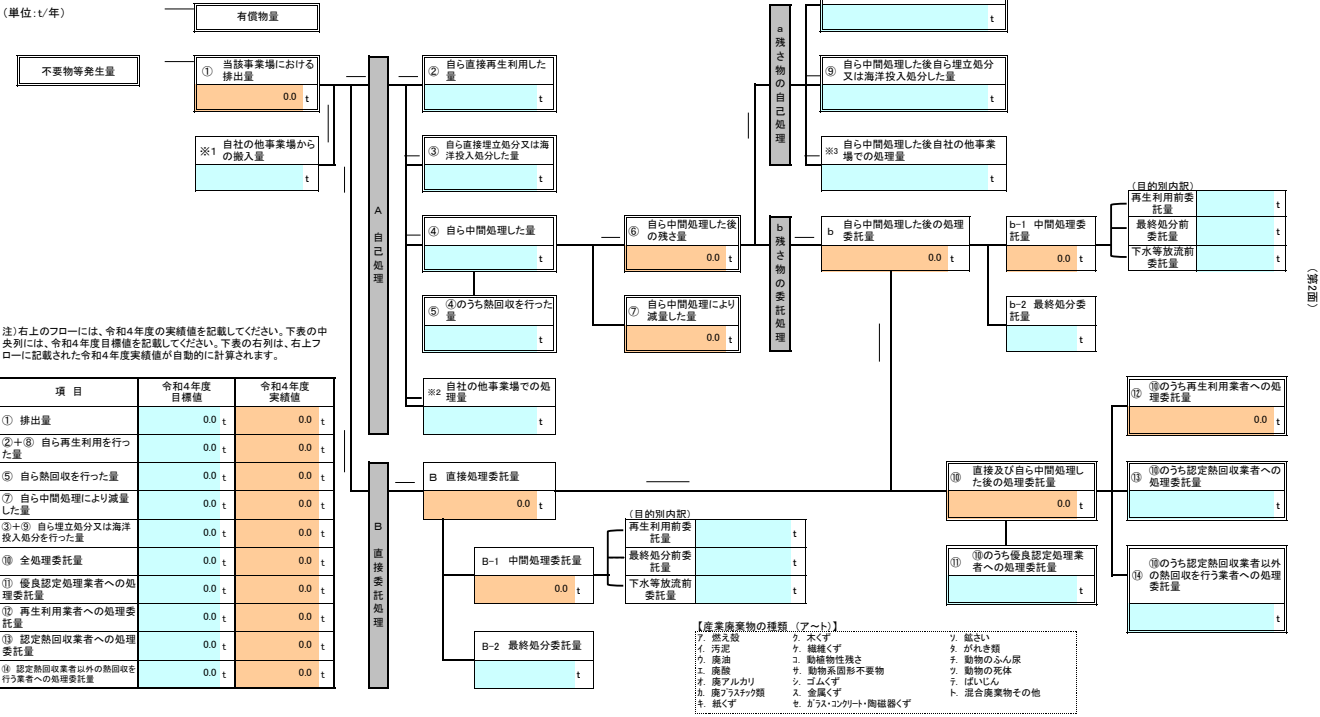 (単位:t/年)
有償物量
不要物等発生量
① 当該事業場における
排出量
0.0 t
※1 自社の他事業場から
の搬入量
t
A 自己処理
② 自ら直接再生利用した
量
t
③ 自ら直接埋立処分又は海
洋投入処分した量
t
④ 自ら中間処理した量
t
⑤ ④のうち熱回収を行った
量
t
※2 自社の他事業場での処
理量
t
⑥ 自ら中間処理した後
の残さ量
0.0 t
⑦ 自ら中間処理により
減量した量
0.0 t
a 残さ物の自己処理
t
⑨ 自ら中間処理した後自ら埋立処分
又は海洋投入処分した量
t
※3 自ら中間処理した後自社の他事業
場での処理量
t
b 残さ物の委託処理
b 自ら中間処理した後の処理
委託量
0.0 t
b-1 中間処理委
託量
0.0 t
b-2 最終処分委
託量
t
(目的別内訳)
再生利用前委
託量
t
最終処分前
委託量
t
下水等放流前
委託量
t
(第2面)
注)右上のフローには、令和4年度の実績値を記載してください。下表の中
央列には、令和4年度目標値を記載してください。下表の右列は、右上フ
ローに記載された令和4年度実績値が自動的に計算されます。
項 目 令和4年度 令和4年度
目標値 実績値
① 排出量 0.0 t 0.0 t
②+⑧ 自ら再生利用を行っ
た量 0.0 t 0.0 t
⑤ 自ら熱回収を行った量 0.0 t 0.0 t
⑦ 自ら中間処理により減量
した量 0.0 t 0.0 t
③+⑨ 自ら埋立処分又は海洋
投入処分を行った量 0.0 t 0.0 t
⑩ 全処理委託量 0.0 t 0.0 t
⑪ 優良認定処理業者への処
理委託量 0.0 t 0.0 t
⑫ 再生利用業者への処理委
託量 0.0 t 0.0 t
⑬ 認定熱回収業者への処理
委託量 0.0 t 0.0 t
⑭ 認定熱回収業者以外の熱回収を
行う業者への処理委託量 0.0 t 0.0 t
B 直接委託処理
B 直接処理委託量
0.0 t
B-1 中間処理委託量
0.0 t
B-2 最終処分委託量
t
(目的別内訳)
再生利用前委
託量
t
最終処分前委
託量
t
下水等放流前
委託量
t
⑩ 直接及び自ら中間処理し
た後の処理委託量
0.0 t
⑪ ⑩のうち優良認定処理業
者への処理委託量
t
⑫ ⑩のうち再生利用業者への処
理委託量
0.0 t
⑬ ⑩のうち認定熱回収業者への
処理委託量
t
⑭ ⑩のうち認定熱回収業者以外
の熱回収を行う業者への処理
委託量
t
【産業廃棄物の種類 (ア~ト)】
ア. 燃え殻 ク. 木くず ソ. 鉱さい
イ. 汚泥 ケ. 繊維くず タ. がれき類
ウ. 廃油 コ. 動植物性残さ チ. 動物のふん尿
エ. 廃酸 サ. 動物系固形不要物 ツ. 動物の死体
オ. 廃アルカリ シ. ゴムくず テ. ばいじん
カ. 廃プラスチック類 ス. 金属くず ト. 混合廃棄物その他
キ. 紙くず セ. ガラス・コンクリート・陶磁器くず